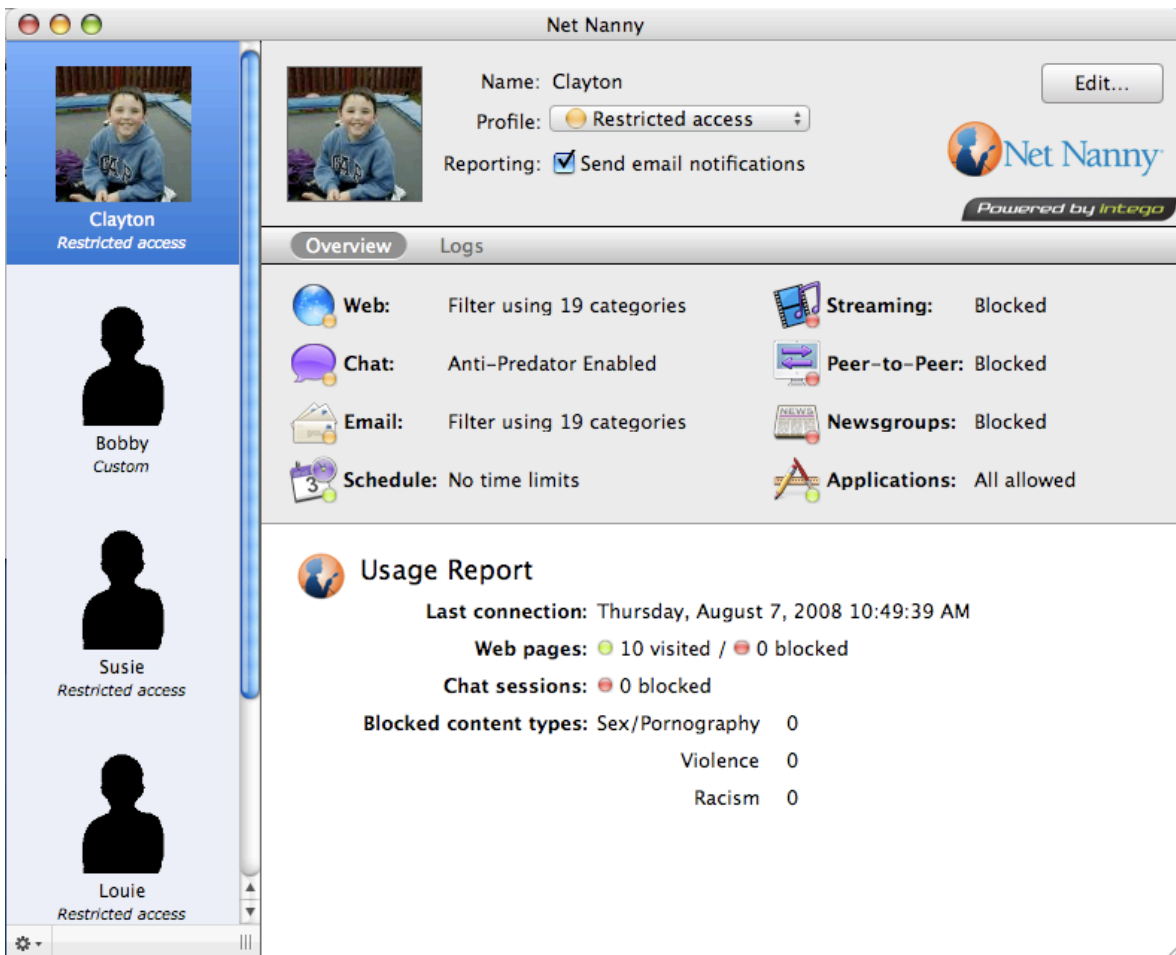 Net Nanny
Clayton
Restricted access
Bobby
Custom
Susie
Restricted access
Louie
Restricted access
Name: Clayton
Profile: Restricted access
Reporting: Send email notifications
Edit...
Net Nanny
Powered by intego
Overview Logs
Web: Filter using 19 categories Streaming: Blocked
Chat: Anti-Predator Enabled Peer-to-Peer: Blocked
Email: Filter using 19 categories Newsgroups: Blocked
Schedule: No time limits Applications: All allowed
Usage Report
Last connection: Thursday, August 7, 2008 10:49:39 AM
Web pages: 10 visited / 0 blocked
Chat sessions: 0 blocked
Blocked content types: Sex/Pornography 0
Violence 0
Racism 0